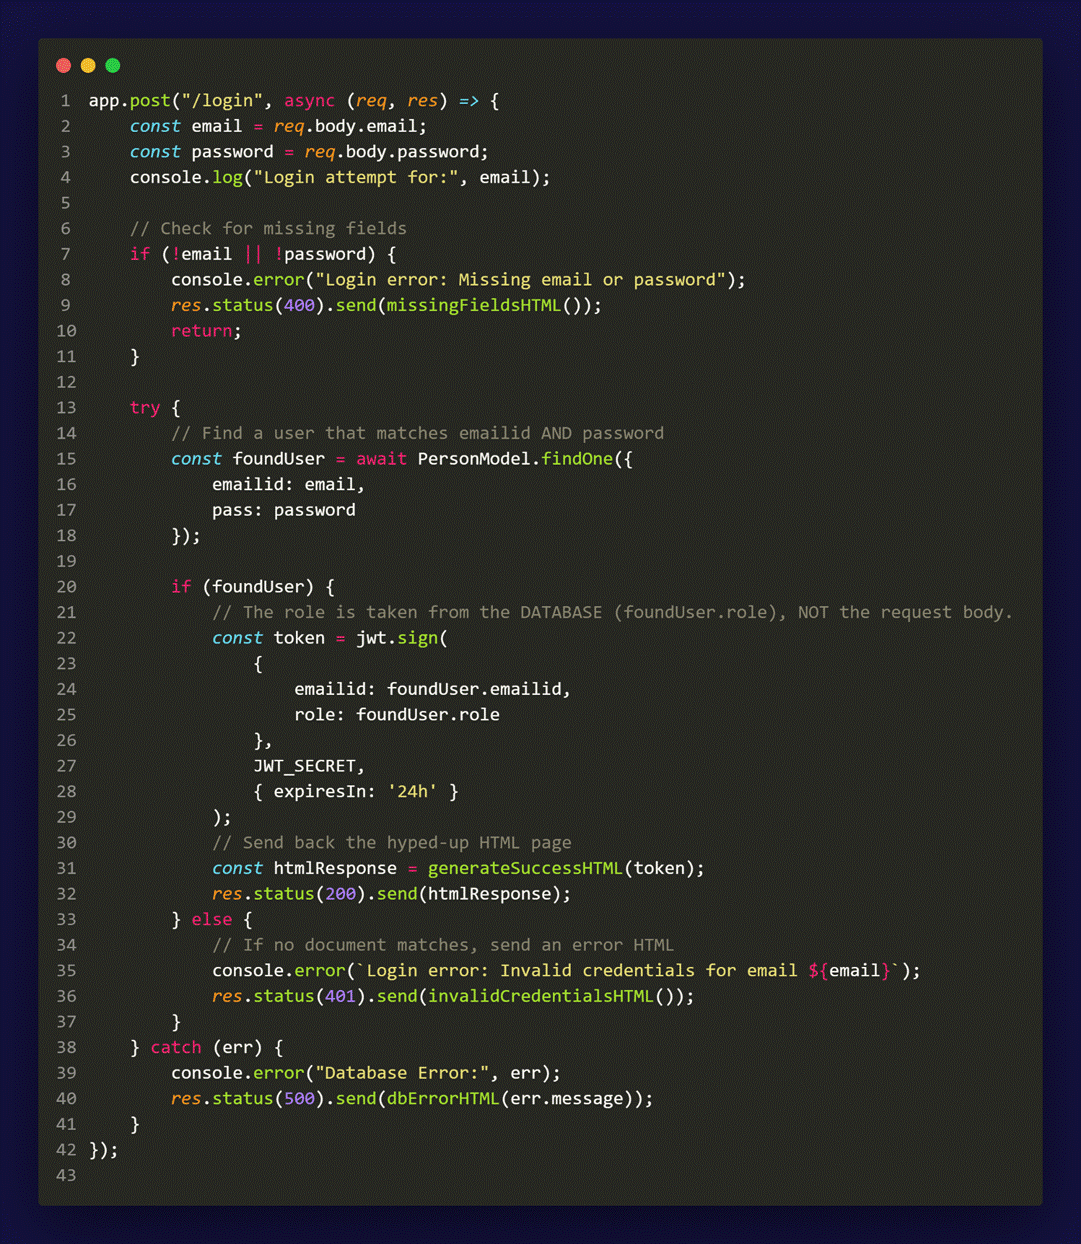 1 app.post("/login", async (req, res) => {
2     const email = req.body.email;
3     const password = req.body.password;
4     console.log("Login attempt for:", email);
5
6     // Check for missing fields
7     if (!email || !password) {
8         console.error("Login error: Missing email or password");
9         res.status(400).send(missingFieldsHTML());
10         return;
11     }
12
13     try {
14         // Find a user that matches emailid AND password
15         const foundUser = await PersonModel.findOne({
16             emailid: email,
17             pass: password
18         });
19
20         if (foundUser) {
21             // The role is taken from the DATABASE (foundUser.role), NOT the request body.
22             const token = jwt.sign(
23                 {
24                     emailid: foundUser.emailid,
25                     role: foundUser.role
26                 },
27                 JWT_SECRET,
28                 { expiresIn: '24h' }
29             );
30             // Send back the hyped-up HTML page
31             const htmlResponse = generateSuccessHTML(token);
32             res.status(200).send(htmlResponse);
33         } else {
34             // If no document matches, send an error HTML
35             console.error(`Login error: Invalid credentials for email ${email}`);
36             res.status(401).send(invalidCredentialsHTML());
37         }
38     } catch (err) {
39         console.error("Database Error:", err);
40         res.status(500).send(dbErrorHTML(err.message));
41     }
42 });
43